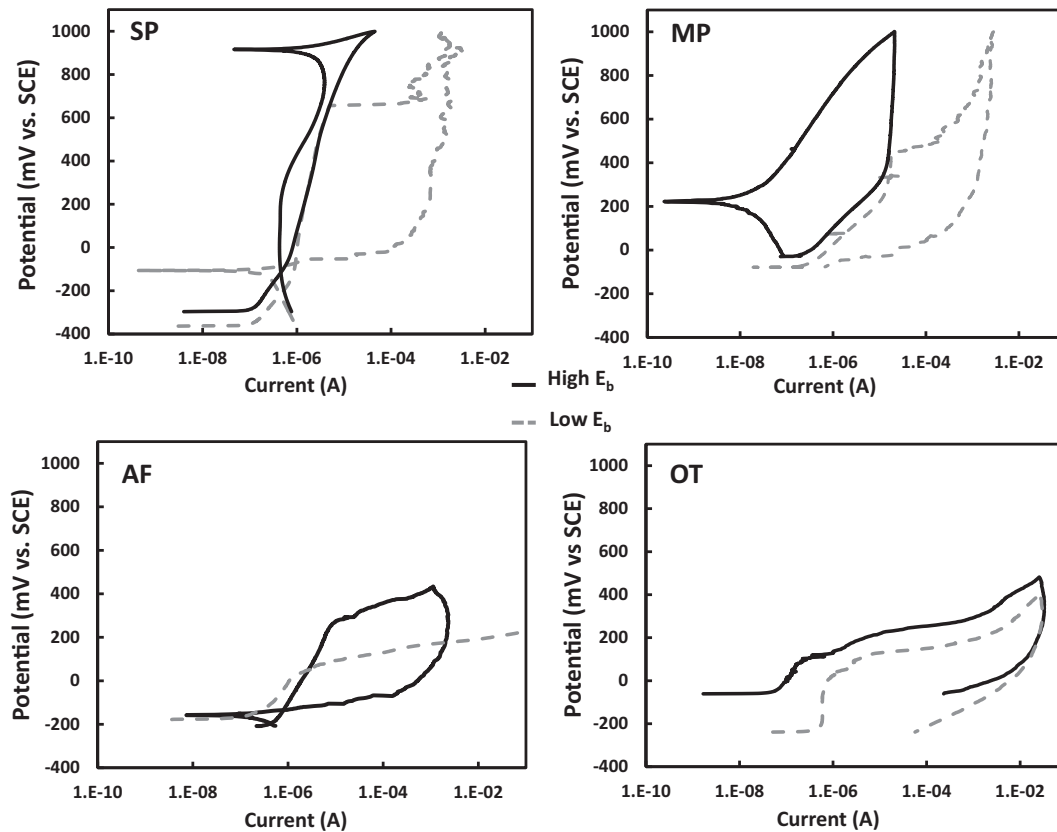 SP
1000
800
600
400
200
0
-200
-400
Potential (mV vs. SCE)
1.E-10 1.E-08 1.E-06 1.E-04 1.E-02
Current (A)
MP
1000
800
600
400
200
0
-200
-400
Potential (mV vs. SCE)
1.E-10 1.E-08 1.E-06 1.E-04 1.E-02
Current (A)
High Eb
Low Eb
AF
1000
800
600
400
200
0
-200
-400
Potential (mV vs. SCE)
1.E-10 1.E-08 1.E-06 1.E-04 1.E-02
Current (A)
OT
1000
800
600
400
200
0
-200
-400
Potential (mV vs SCE)
1.E-10 1.E-08 1.E-06 1.E-04 1.E-02
Current (A)